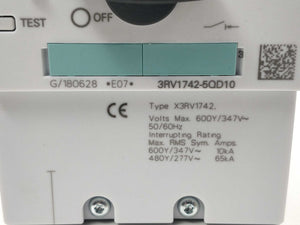 TEST
OFF
G/180628 *E07* 3RV1742-5QD10
CE
Type X3RV1742.
Volts Max. 600Y/347V~
50/60Hz
Interrupting Rating
Max. RMS Sym. Amps.
600Y/347V~ 10kA
480Y/277V~ 65kA